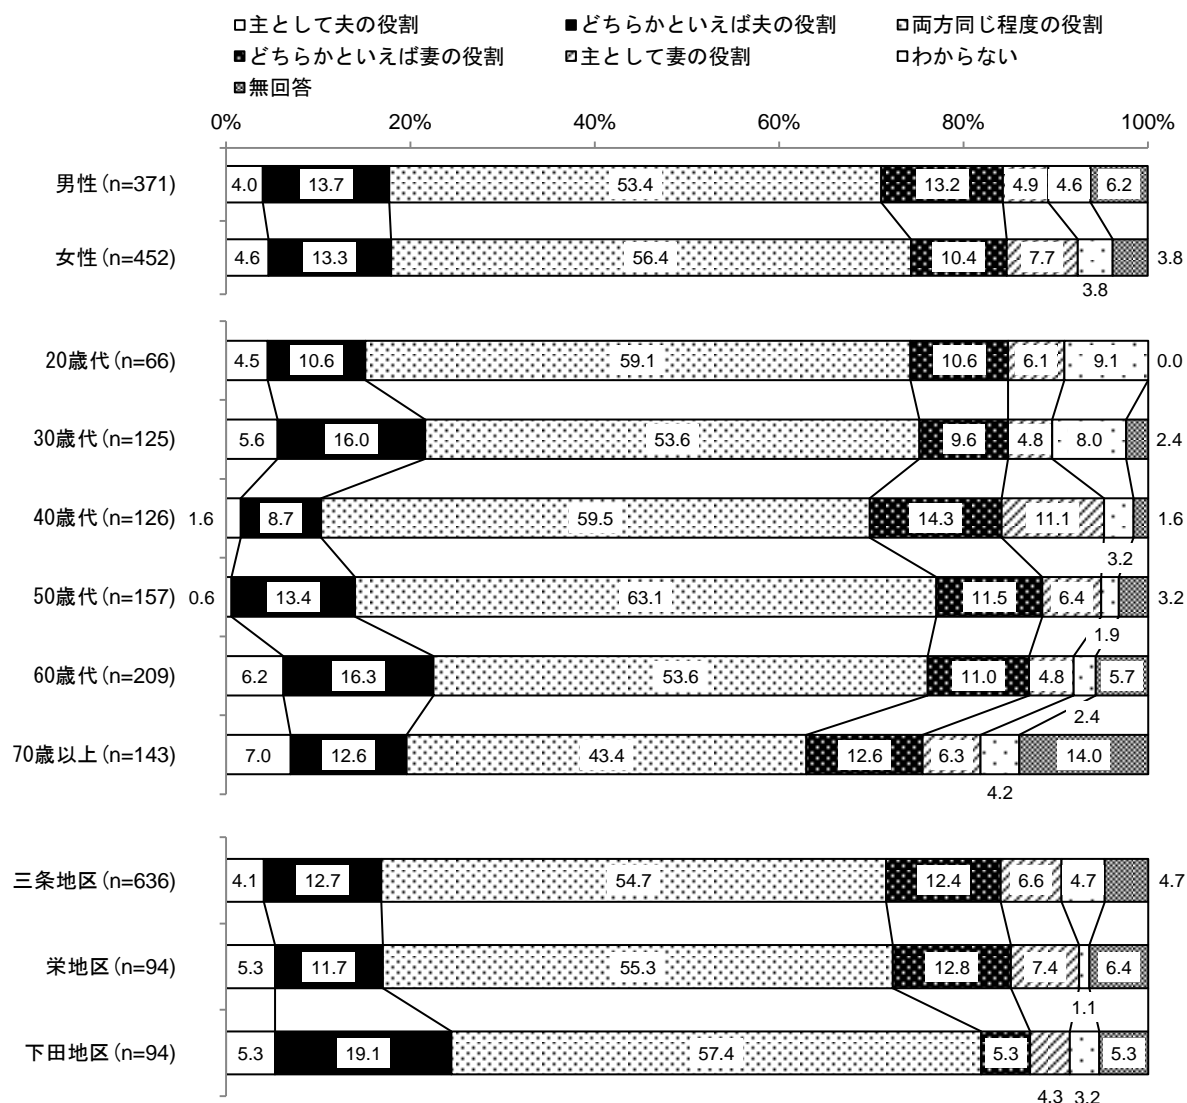 □主として夫の役割 ■どちらかといえば夫の役割 □両方同じ程度の役割
■どちらかといえば妻の役割 □主として妻の役割 □わからない
■無回答
0% 20% 40% 60% 80% 100%
男性(n=371) 4.0 13.7 53.4 13.2 4.9 4.6 6.2
女性(n=452) 4.6 13.3 56.4 10.4 7.7 3.8
3.8
20歳代(n=66) 4.5 10.6 59.1 10.6 6.1 9.1 0.0
30歳代(n=125) 5.6 16.0 53.6 9.6 4.8 8.0 2.4
40歳代(n=126) 1.6 8.7 59.5 14.3 11.1 1.6
3.2
50歳代(n=157) 0.6 13.4 63.1 11.5 6.4 3.2
1.9
60歳代(n=209) 6.2 16.3 53.6 11.0 4.8 5.7
2.4
70歳以上(n=143) 7.0 12.6 43.4 12.6 6.3 14.0
4.2
三条地区(n=636) 4.1 12.7 54.7 12.4 6.6 4.7 4.7
栄地区(n=94) 5.3 11.7 55.3 12.8 7.4 6.4
1.1
下田地区(n=94) 5.3 19.1 57.4 5.3 5.3
4.3 3.2